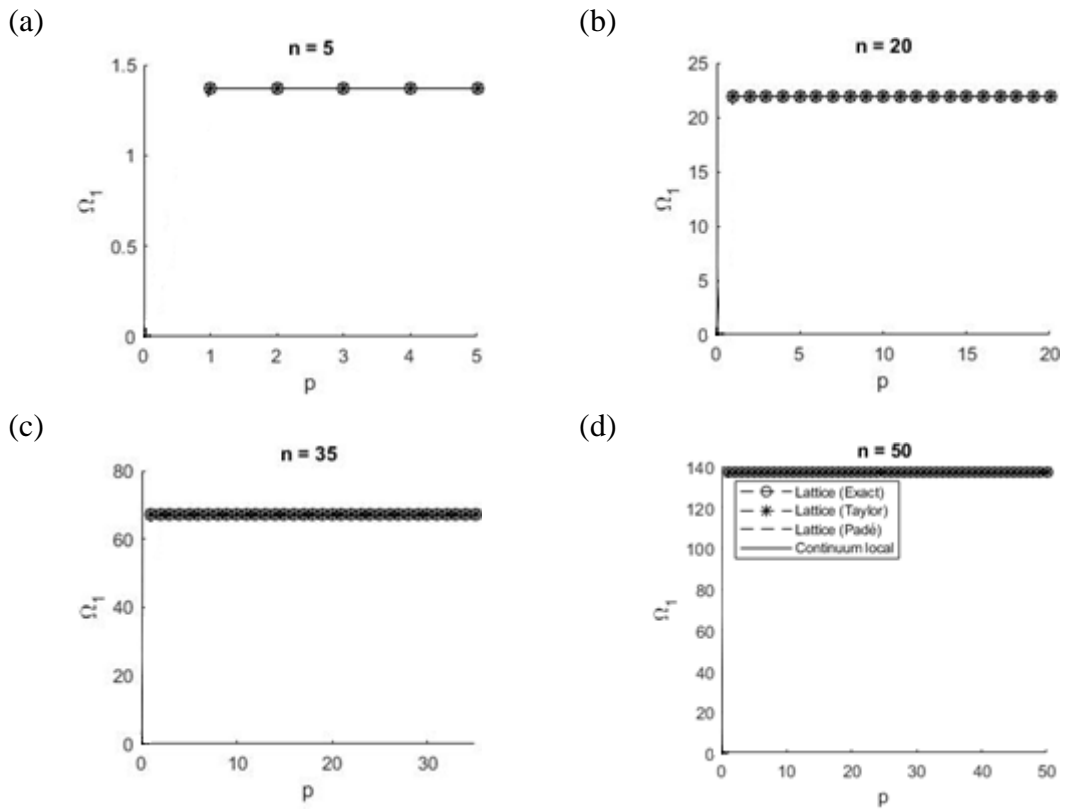 (a)
n = 5
1.5
1
0.5
0
Ω₁
0 1 2 3 4 5
p
(b)
n = 20
25
20
15
10
5
0
Ω₁
0 5 10 15 20
p
(c)
n = 35
80
60
40
20
0
Ω₁
0 10 20 30
p
(d)
n = 50
140
120
100
80
60
40
20
0
Ω₁
Lattice (Exact)
Lattice (Taylor)
Lattice (Padé)
Continuum local
0 10 20 30 40 50
p